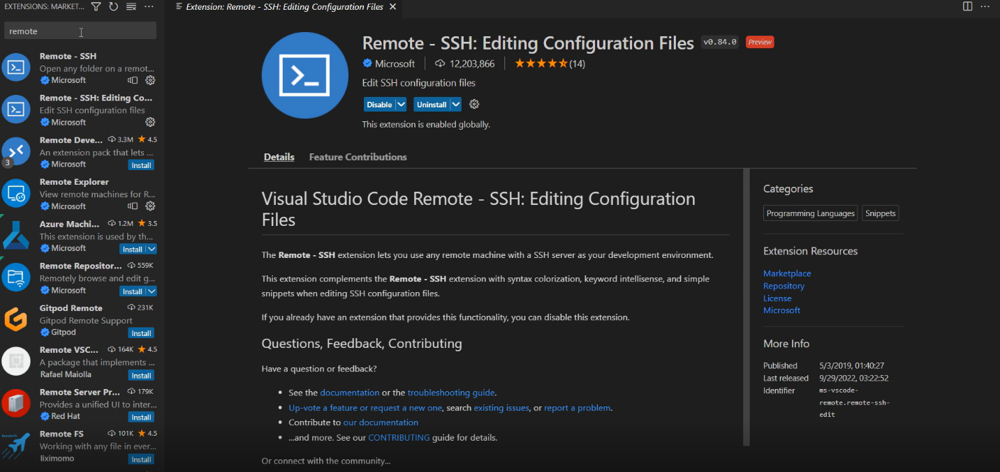 EXTENSIONS: MARKET...
remote
Remote - SSH
Open any folder on a remot...
Microsoft
Remote - SSH: Editing Co...
Edit SSH configuration files
Microsoft
Remote Deve... 3.3M 4.5
An extension pack that lets ...
3
Microsoft Install
Remote Explorer
View remote machines for R...
Microsoft
Azure Machi... 1.2M 3.5
This extension is used by th...
Microsoft Install
Remote Repositor... 559K
Remotely browse and edit g...
Microsoft Install
Gitpod Remote 231K
Gitpod Remote Support
Gitpod Install
Remote VSC... 164K 4.5
A package that implements ...
Rafael Maiolla Install
Remote Server Pr... 179K
Provides a unified UI to inter...
Red Hat Install
Remote FS 101K 4.5
Working with any file in ever...
liximomo Install
Extension: Remote - SSH: Editing Configuration Files
Remote - SSH: Editing Configuration Files v0.84.0 Preview
Microsoft 12,203,866 (14)
Edit SSH configuration files
Disable Uninstall
This extension is enabled globally.
Details Feature Contributions
Visual Studio Code Remote - SSH: Editing Configuration
Files
The Remote - SSH extension lets you use any remote machine with a SSH server as your development environment.
This extension complements the Remote - SSH extension with syntax colorization, keyword intellisense, and simple
snippets when editing SSH configuration files.
If you already have an extension that provides this functionality, you can disable this extension.
Questions, Feedback, Contributing
Have a question or feedback?
• See the documentation or the troubleshooting guide.
• Up-vote a feature or request a new one, search existing issues, or report a problem.
• Contribute to our documentation
• ...and more. See our CONTRIBUTING guide for details.
Or connect with the community...
Categories
Programming Languages Snippets
Extension Resources
Marketplace
Repository
License
Microsoft
More Info
Published 5/3/2019, 01:40:27
Last released 9/29/2022, 03:22:52
Identifier ms-vscode-
remote.remote-ssh-
edit